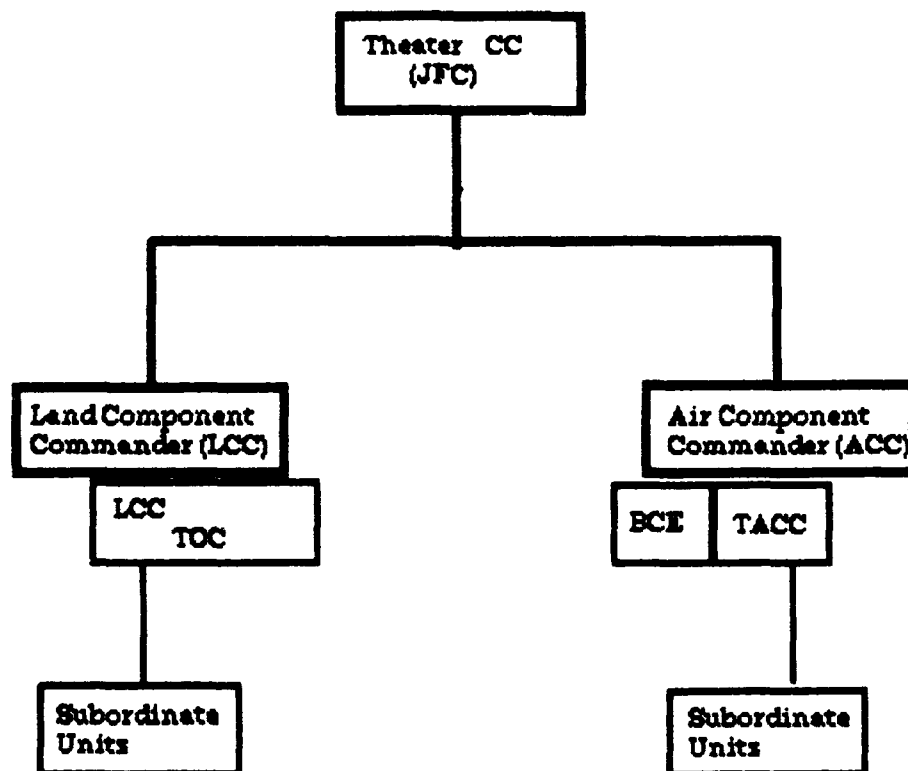 Theater CC
(JFC)
Land Component
Commander (LCC)
Air Component
Commander (ACC)
LCC
TOC
BCE
TACC
Subordinate
Units
Subordinate
Units